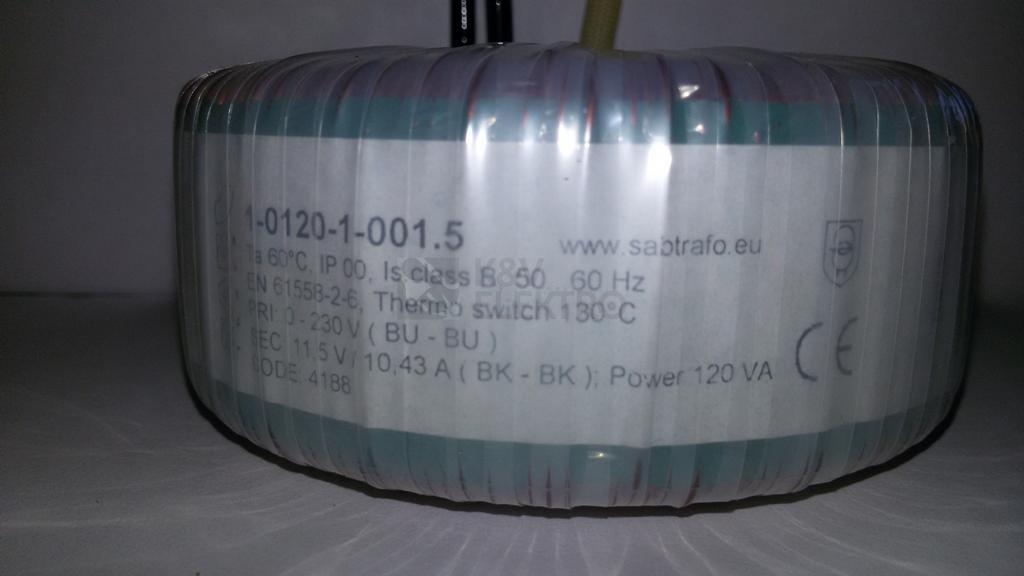 1-0120-1-001.5
www.sabtrafo.eu
Ta 60°C, IP 00, Is class B 50 60 Hz
EN 61558-2-6, Thermo switch 130°C
PRI: 0 - 230 V ( BU - BU )
SEC: 11,5 V / 10,43 A ( BK - BK ); Power 120 VA
CODE: 4188
CE
K&V
ELEKTRO